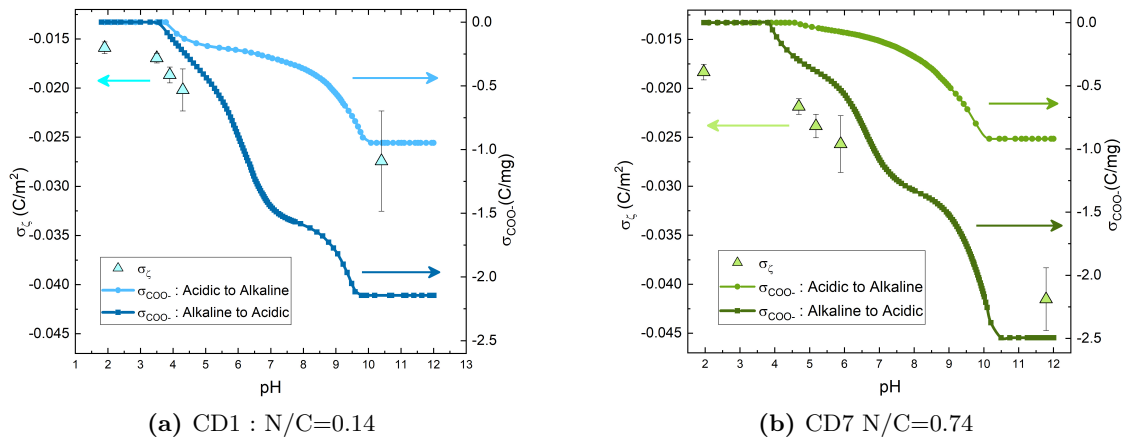 -0.015
-0.020
-0.025
-0.030
-0.035
-0.040
-0.045
σζ (C/m²)
0.0
-0.5
-1.0
-1.5
-2.0
-2.5
σCOO-(C/mg)
σζ
σCOO- : Acidic to Alkaline
σCOO- : Alkaline to Acidic
1 2 3 4 5 6 7 8 9 10 11 12 13
pH
(a) CD1 : N/C=0.14
-0.015
-0.020
-0.025
-0.030
-0.035
-0.040
-0.045
σζ (C/m²)
0.0
-0.5
-1.0
-1.5
-2.0
-2.5
σCOO-(C/mg)
σζ
σCOO- : Acidic to Alkaline
σCOO- : Alkaline to Acidic
2 3 4 5 6 7 8 9 10 11 12
pH
(b) CD7 N/C=0.74